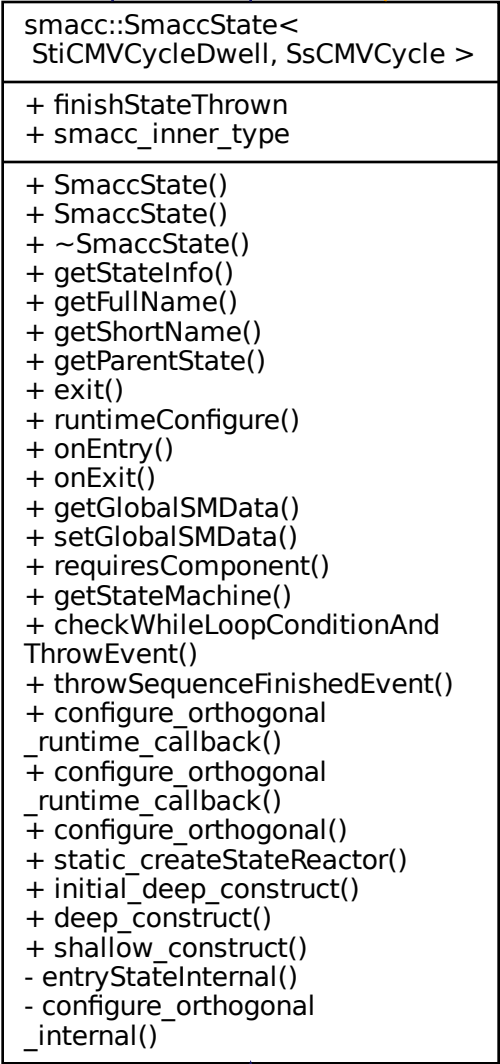 smacc::SmaccState<
StiCMVCycleDwell, SsCMVCycle >
+ finishStateThrown
+ smacc_inner_type
+ SmaccState()
+ SmaccState()
+ ~SmaccState()
+ getStateInfo()
+ getFullName()
+ getShortName()
+ getParentState()
+ exit()
+ runtimeConfigure()
+ onEntry()
+ onExit()
+ getGlobalSMData()
+ setGlobalSMData()
+ requiresComponent()
+ getStateMachine()
+ checkWhileLoopConditionAnd
ThrowEvent()
+ throwSequenceFinishedEvent()
+ configure_orthogonal
_runtime_callback()
+ configure_orthogonal
_runtime_callback()
+ configure_orthogonal()
+ static_createStateReactor()
+ initial_deep_construct()
+ deep_construct()
+ shallow_construct()
- entryStateInternal()
- configure_orthogonal
_internal()